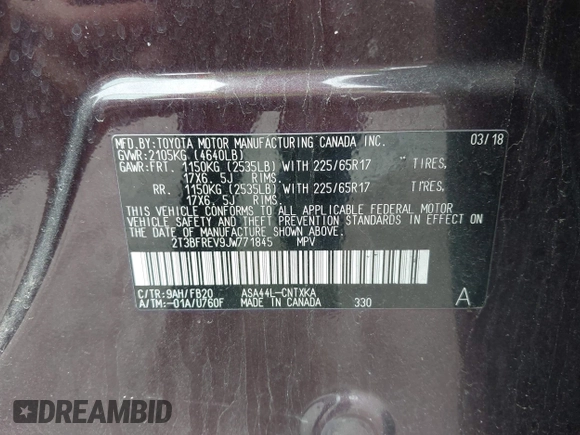 MFD.BY:TOYOTA MOTOR MANUFACTURING CANADA INC. 03/18
GVWR:2105KG (4640LB)
GAWR:FRT. 1150KG (2535LB) WITH 225/65R17 TIRES,
17X6. 5J RIMS,
RR. 1150KG (2535LB) WITH 225/65R17 TIRES,
17X6. 5J RIMS.
THIS VEHICLE CONFORMS TO ALL APPLICABLE FEDERAL MOTOR
VEHICLE SAFETY AND THEFT PREVENTION STANDARDS IN EFFECT ON
THE DATE OF MANUFACTURE SHOWN ABOVE.
2T3BFREV9JW771845 MPV
C/TR:9AH/FB20 ASA44L-CNTXKA
A/TM:-01A/U760F MADE IN CANADA 330 A
DREAMBID